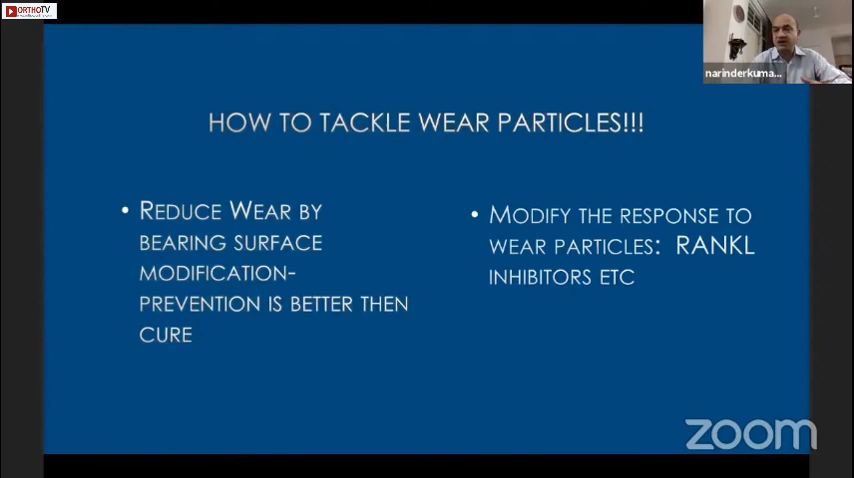 ORTHOTV
narinderkuma...
HOW TO TACKLE WEAR PARTICLES!!!
• REDUCE WEAR BY
BEARING SURFACE
MODIFICATION-
PREVENTION IS BETTER THEN
CURE
• MODIFY THE RESPONSE TO
WEAR PARTICLES: RANKL
INHIBITORS ETC
zoom